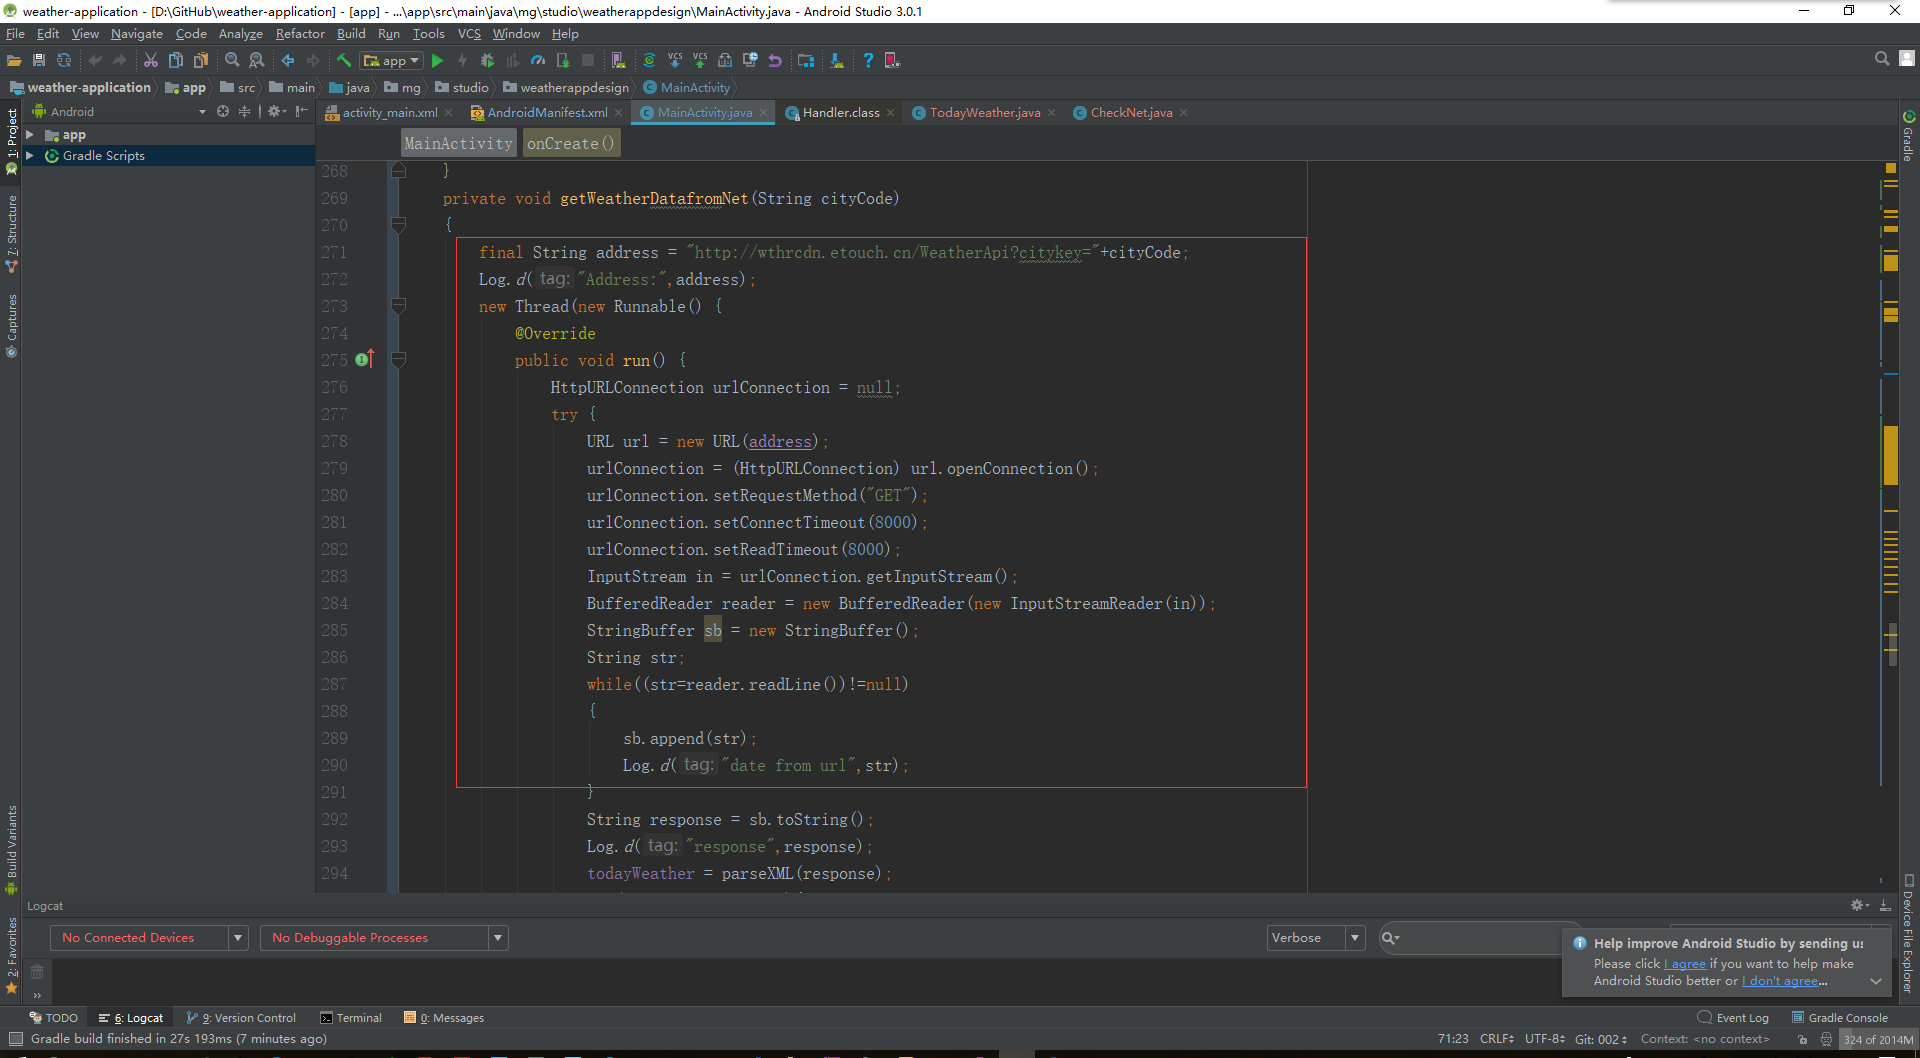 weather-application - [D:\GitHub\weather-application] - [app] - ...\app\src\main\java\mg\studio\weatherappdesign\MainActivity.java - Android Studio 3.0.1
File Edit View Navigate Code Analyze Refactor Build Run Tools VCS Window Help
app
weather-application app src main java mg studio weatherappdesign MainActivity
Android
activity_main.xml AndroidManifest.xml MainActivity.java Handler.class TodayWeather.java CheckNet.java
1: Project
7: Structure
Captures
Build Variants
2: Favorites
app
Gradle Scripts
MainActivity onCreate()
268 }
269 private void getWeatherDatafromNet(String cityCode)
270 {
271 final String address = "http://wthrcdn.etouch.cn/WeatherApi?citykey="+cityCode;
272 Log.d( tag: "Address:",address);
273 new Thread(new Runnable() {
274 @Override
275 public void run() {
276 HttpURLConnection urlConnection = null;
277 try {
278 URL url = new URL(address);
279 urlConnection = (HttpURLConnection) url.openConnection();
280 urlConnection.setRequestMethod("GET");
281 urlConnection.setConnectTimeout(8000);
282 urlConnection.setReadTimeout(8000);
283 InputStream in = urlConnection.getInputStream();
284 BufferedReader reader = new BufferedReader(new InputStreamReader(in));
285 StringBuffer sb = new StringBuffer();
286 String str;
287 while((str=reader.readLine())!=null)
288 {
289 sb.append(str);
290 Log.d( tag: "date from url",str);
291 }
292 String response = sb.toString();
293 Log.d( tag: "response",response);
294 todayWeather = parseXML(response);
Gradle
Device File Explorer
Logcat
No Connected Devices No Debuggable Processes Verbose
Help improve Android Studio by sending us
Please click I agree if you want to help make
Android Studio better or I don't agree...
TODO 6: Logcat 9: Version Control Terminal 0: Messages Event Log Gradle Console
Gradle build finished in 27s 193ms (7 minutes ago) 71:23 CRLF UTF-8 Git: 002 Context: <no context> 324 of 2014M